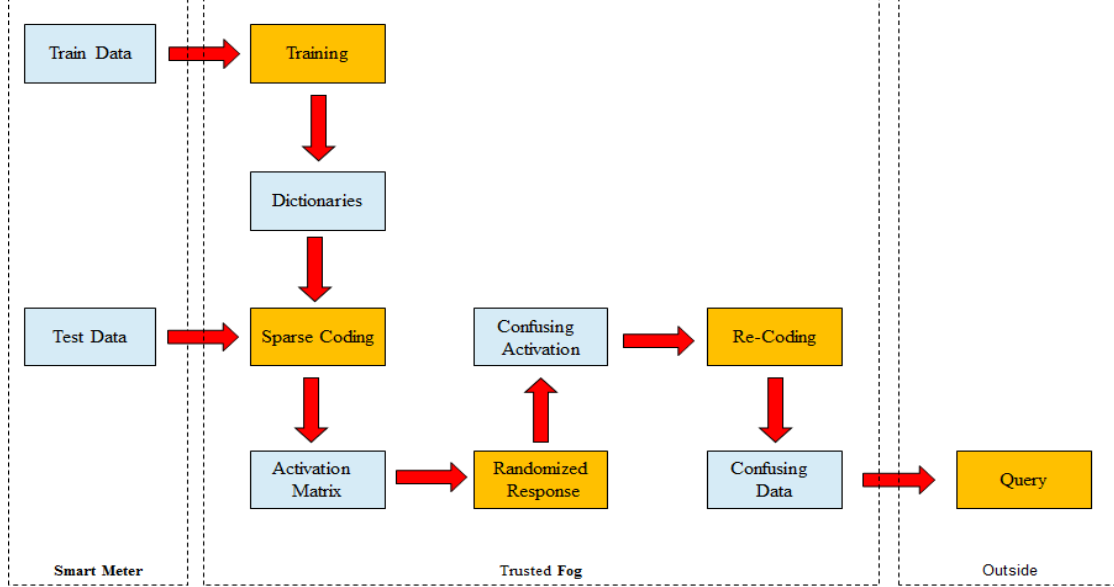 Train Data
Training
Dictionaries
Test Data
Sparse Coding
Confusing
Activation
Re-Coding
Activation
Matrix
Randomized
Response
Confusing
Data
Query
Smart Meter
Trusted Fog
Outside